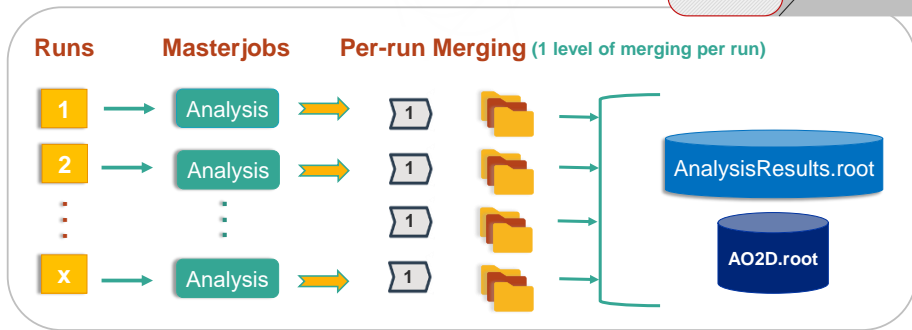 Runs Masterjobs Per-run Merging (1 level of merging per run)
1 Analysis 1
2 Analysis 1
AnalysisResults.root
1
x Analysis 1
AO2D.root